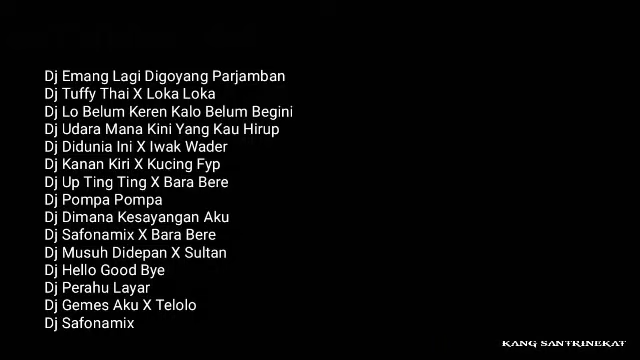 Dj Emang Lagi Digoyang Parjamban
Dj Tuffy Thai X Loka Loka
Dj Lo Belum Keren Kalo Belum Begini
Dj Udara Mana Kini Yang Kau Hirup
Dj Didunia Ini X Iwak Wader
Dj Kanan Kiri X Kucing Fyp
Dj Up Ting Ting X Bara Bere
Dj Pompa Pompa
Dj Dimana Kesayangan Aku
Dj Safonamix X Bara Bere
Dj Musuh Didepan X Sultan
Dj Hello Good Bye
Dj Perahu Layar
Dj Gemes Aku X Telolo
Dj Safonamix
KANG SANTRINEKAT